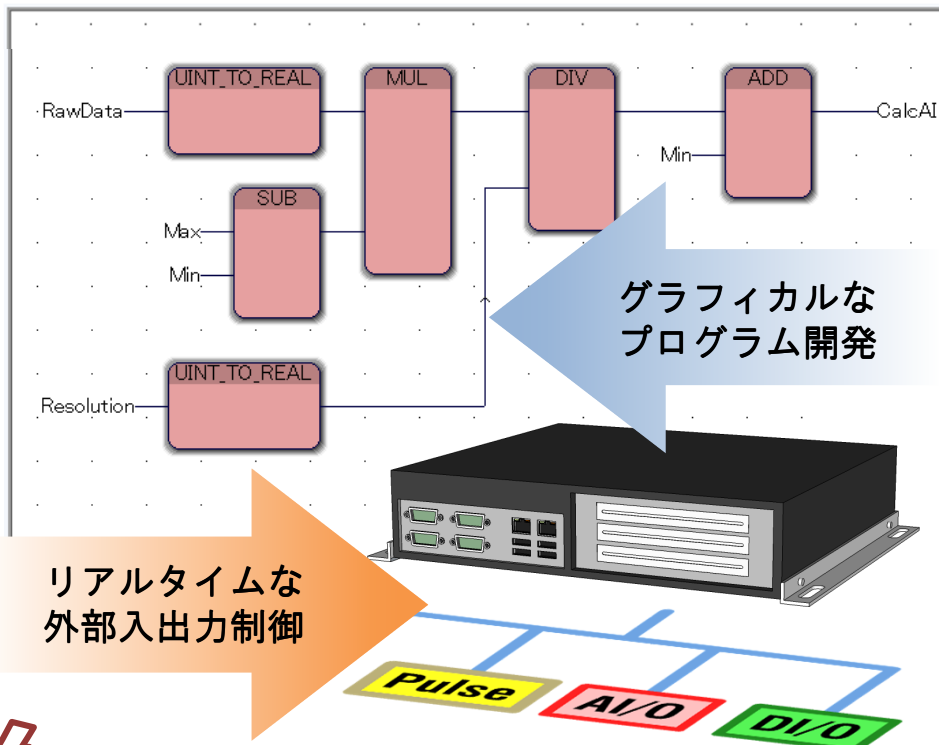 UINT_TO_REAL
MUL
DIV
ADD
RawData
CalcAI
Min
SUB
Max
Min
グラフィカルな
プログラム開発
UINT_TO_REAL
Resolution
リアルタイムな
外部入出力制御
Pulse
AI/O
DI/O